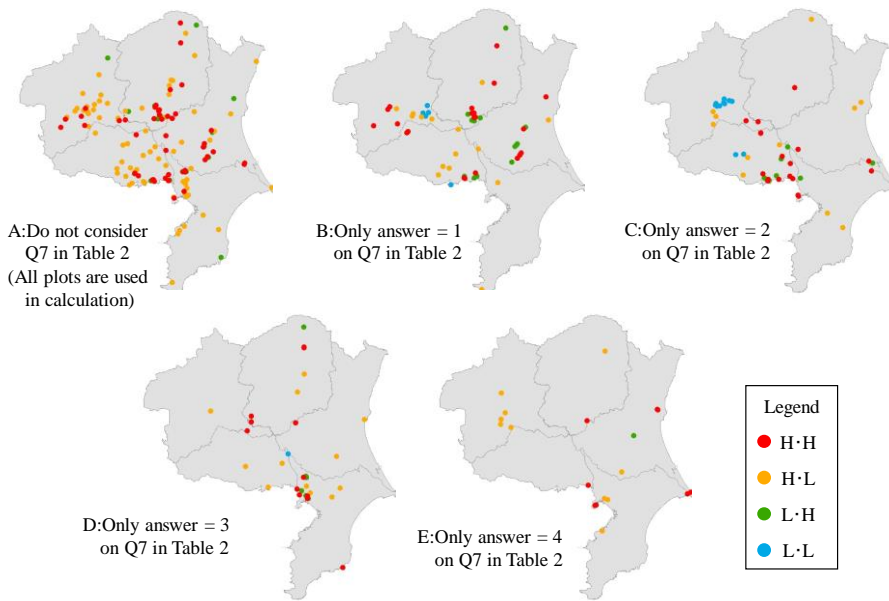 A:Do not consider
Q7 in Table 2
(All plots are used
in calculation)
B:Only answer = 1
on Q7 in Table 2
C:Only answer = 2
on Q7 in Table 2
D:Only answer = 3
on Q7 in Table 2
E:Only answer = 4
on Q7 in Table 2
Legend
H·H
H·L
L·H
L·L